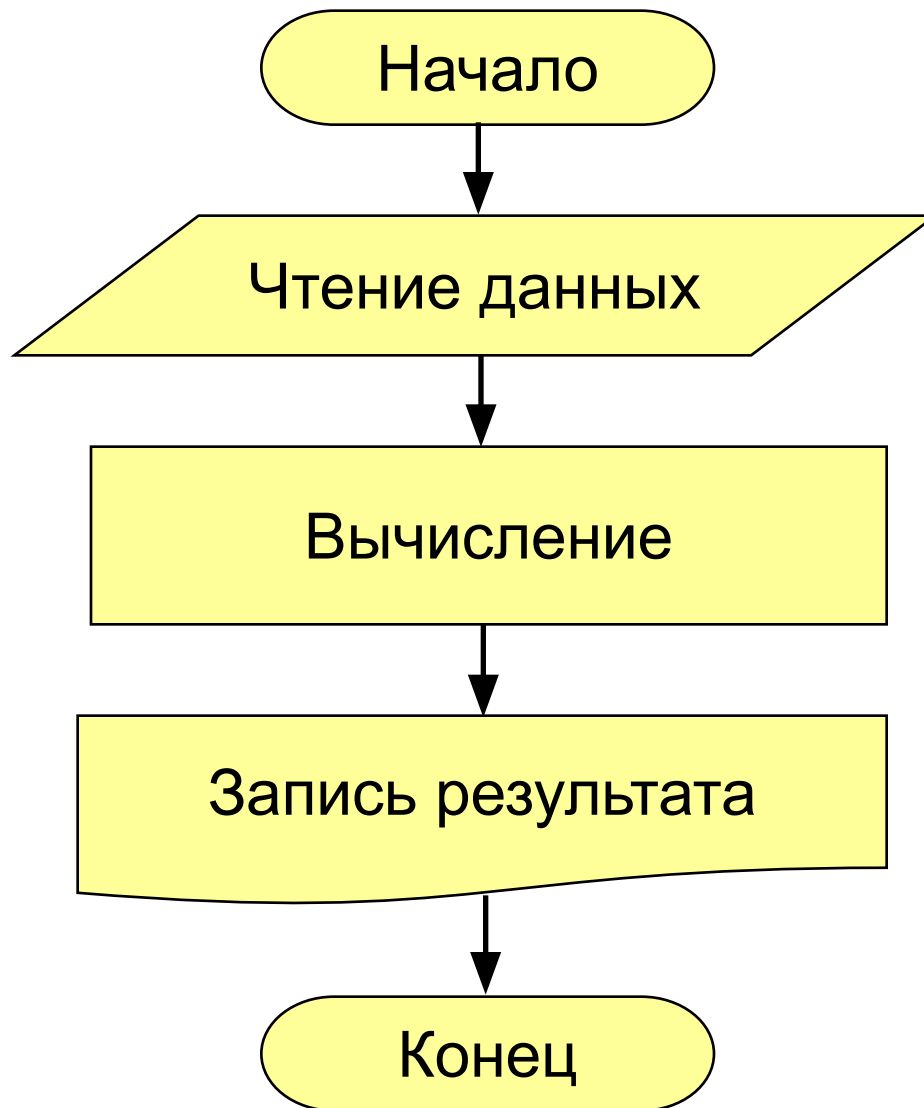 Начало
Чтение данных
Вычисление
Запись результата
Конец